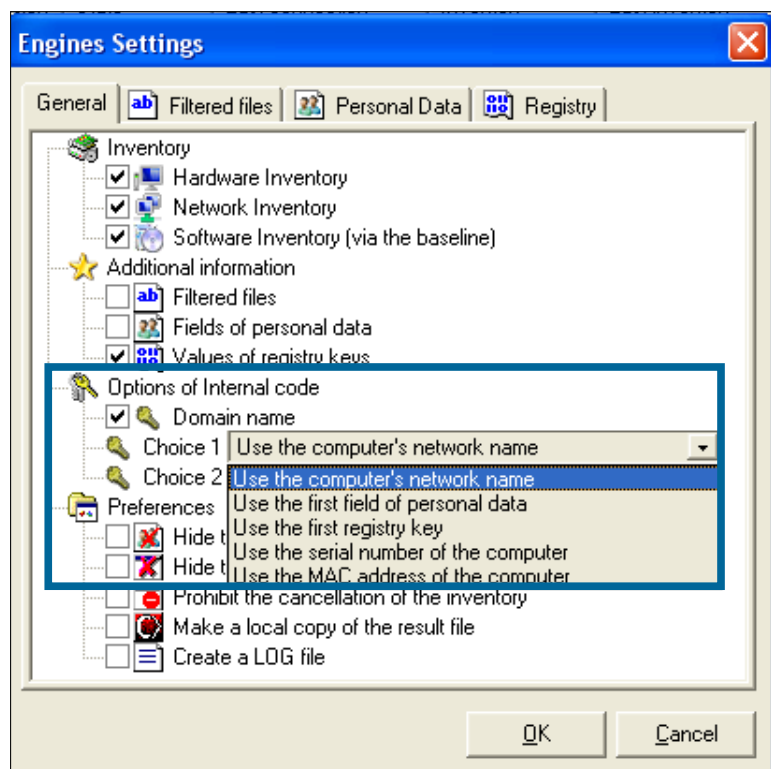 Engines Settings
General ab Filtered files Personal Data Registry
Inventory
Hardware Inventory
Network Inventory
Software Inventory (via the baseline)
Additional information
ab Filtered files
Fields of personal data
Values of registry keys
Options of Internal code
Domain name
Choice 1 Use the computer's network name
Choice 2 Use the computer's network name
Preferences Use the first field of personal data
Use the first registry key
Hide t
Use the serial number of the computer
Hide t
Use the MAC address of the computer
Prohibit the cancellation of the inventory
Make a local copy of the result file
Create a LOG file
OK Cancel